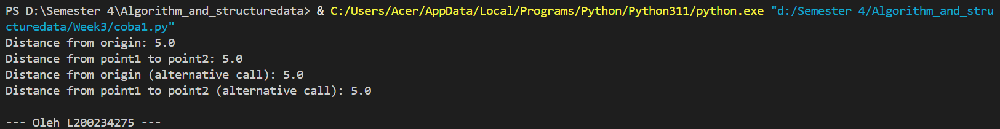 PS D:\Semester 4\Algorithm_and_structuredata> & C:/Users/Acer/AppData/Local/Programs/Python/Python311/python.exe "d:/Semester 4/Algorithm_and_stru
cturedata/Week3/coba1.py"
Distance from origin: 5.0
Distance from point1 to point2: 5.0
Distance from origin (alternative call): 5.0
Distance from point1 to point2 (alternative call): 5.0
--- Oleh L200234275 ---